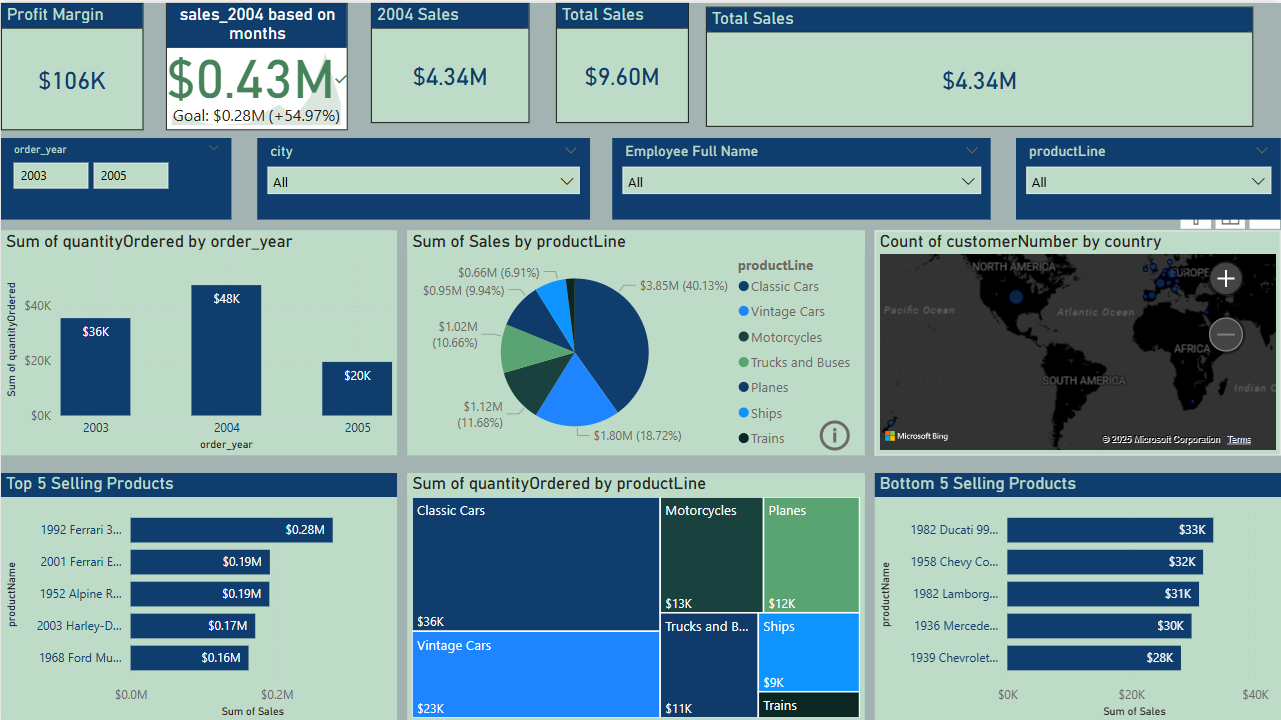 Profit Margin
$106K
sales_2004 based on
months
$0.43M
Goal: $0.28M (+54.97%)
2004 Sales
$4.34M
Total Sales
$9.60M
Total Sales
$4.34M
order_year
2003
2005
city
All
Employee Full Name
All
productLine
All
Sum of quantityOrdered by order_year
Sum of quantityOrdered
$40K
$20K
$0K
$36K
$48K
$20K
2003
2004
2005
order_year
Sum of Sales by productLine
$0.66M (6.91%)
$0.95M (9.94%)
$1.02M
(10.66%)
$1.12M
(11.68%)
$3.85M (40.13%)
$1.80M (18.72%)
productLine
Classic Cars
Vintage Cars
Motorcycles
Trucks and Buses
Planes
Ships
Trains
Count of customerNumber by country
NORTH AMERICA
EUROPE
Pacific Ocean
Atlantic Ocean
AFRICA
SOUTH AMERICA
Indian
Microsoft Bing
© 2025 Microsoft Corporation Terms
Top 5 Selling Products
productName
1992 Ferrari 3...
$0.28M
2001 Ferrari E...
$0.19M
1952 Alpine R...
$0.19M
2003 Harley-D...
$0.17M
1968 Ford Mu...
$0.16M
$0.0M
$0.2M
Sum of Sales
Sum of quantityOrdered by productLine
Classic Cars
$36K
Vintage Cars
$23K
Motorcycles
$13K
Planes
$12K
Trucks and B...
$11K
Ships
$9K
Trains
Bottom 5 Selling Products
productName
1982 Ducati 99...
$33K
1958 Chevy Co...
$32K
1982 Lamborg...
$31K
1936 Mercede...
$30K
1939 Chevrolet...
$28K
$0K
$20K
$40K
Sum of Sales